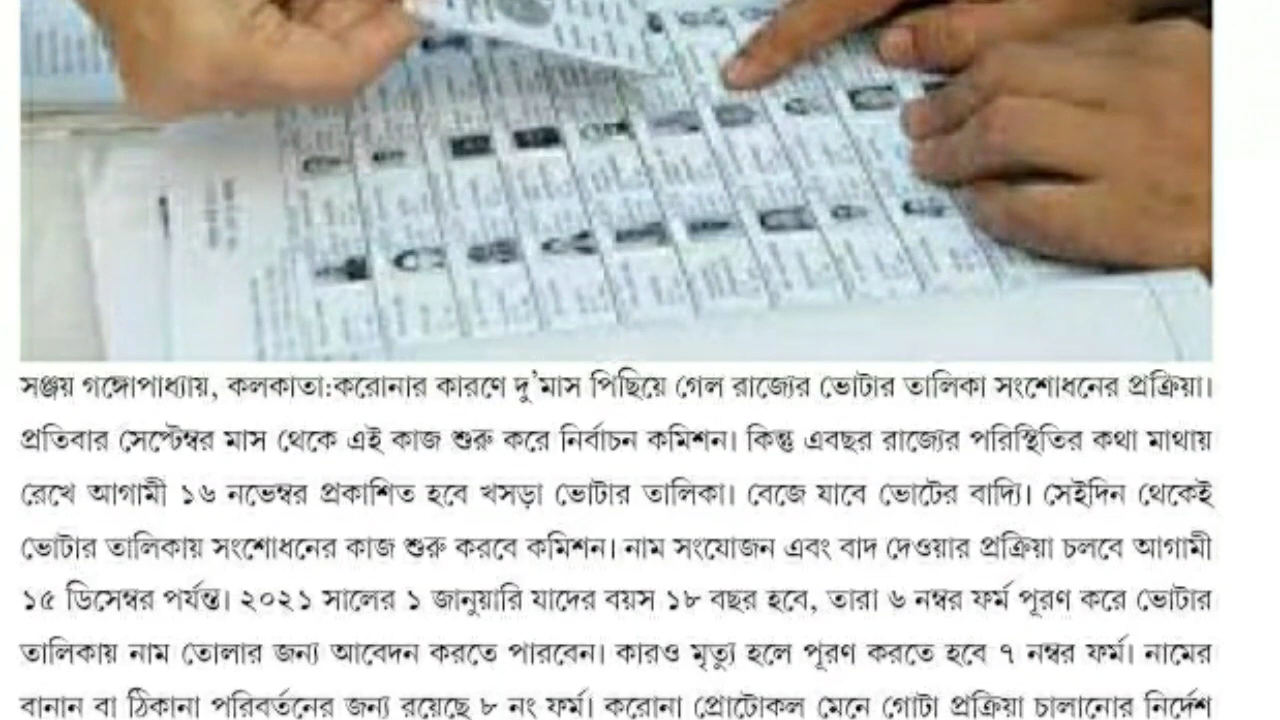 সঞ্জয় গঙ্গোপাধ্যায়, কলকাতা:করোনার কারণে দু'মাস পিছিয়ে গেল রাজ্যের ভোটার তালিকা সংশোধনের প্রক্রিয়া।
প্রতিবার সেপ্টেম্বর মাস থেকে এই কাজ শুরু করে নির্বাচন কমিশন। কিন্তু এবছর রাজ্যের পরিস্থিতির কথা মাথায়
রেখে আগামী ১৬ নভেম্বর প্রকাশিত হবে খসড়া ভোটার তালিকা। বেজে যাবে ভোটের বাদ্যি। সেইদিন থেকেই
ভোটার তালিকায় সংশোধনের কাজ শুরু করবে কমিশন। নাম সংযোজন এবং বাদ দেওয়ার প্রক্রিয়া চলবে আগামী
১৫ ডিসেম্বর পর্যন্ত। ২০২১ সালের ১ জানুয়ারি যাদের বয়স ১৮ বছর হবে, তারা ৬ নম্বর ফর্ম পূরণ করে ভোটার
তালিকায় নাম তোলার জন্য আবেদন করতে পারবেন। কারও মৃত্যু হলে পূরণ করতে হবে ৭ নম্বর ফর্ম। নামের
বানান বা ঠিকানা পরিবর্তনের জন্য রয়েছে ৮ নং ফর্ম। করোনা প্রোটোকল মেনে গোটা প্রক্রিয়া চালানোর নির্দেশ